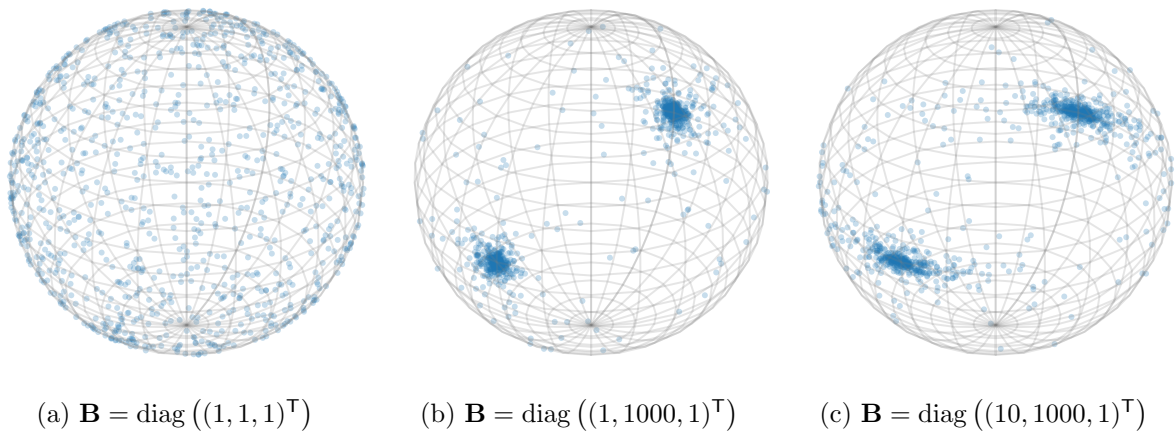 (a) 𝐁 = diag ((1, 1, 1)ᵀ)
(b) 𝐁 = diag ((1, 1000, 1)ᵀ)
(c) 𝐁 = diag ((10, 1000, 1)ᵀ)